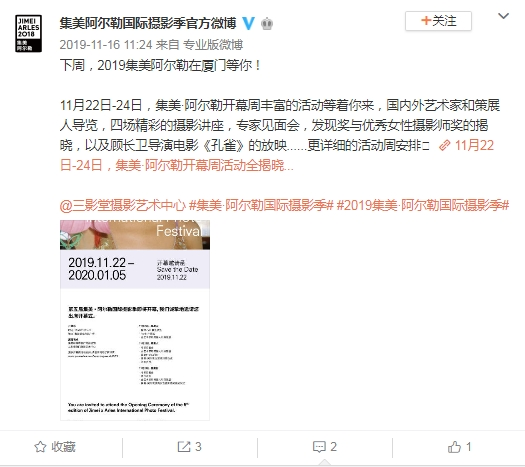 JIMEI
ARLES
2018
集美
阿尔勒
集美阿尔勒国际摄影季官方微博
+关注
2019-11-16 11:24 来自 专业版微博
下周，2019集美阿尔勒在厦门等你！
11月22日-24日，集美·阿尔勒开幕周丰富的活动等着你来，国内外艺术家和策展
人导览，四场精彩的摄影讲座，专家见面会，发现奖与优秀女性摄影师奖的揭
晓，以及顾长卫导演电影《孔雀》的放映......更详细的活动周安排 11月22
日-24日，集美·阿尔勒开幕周活动全揭晓...
@三影堂摄影艺术中心 #集美·阿尔勒国际摄影季# #2019集美·阿尔勒国际摄影季#
International Photo
Festival
2019.11.22 –
2020.01.05
Save the Date
2019.11.22
You are invited to attend the Opening Ceremony of the 5th
edition of Jimei x Arles International Photo Festival.
收藏
3
2
1